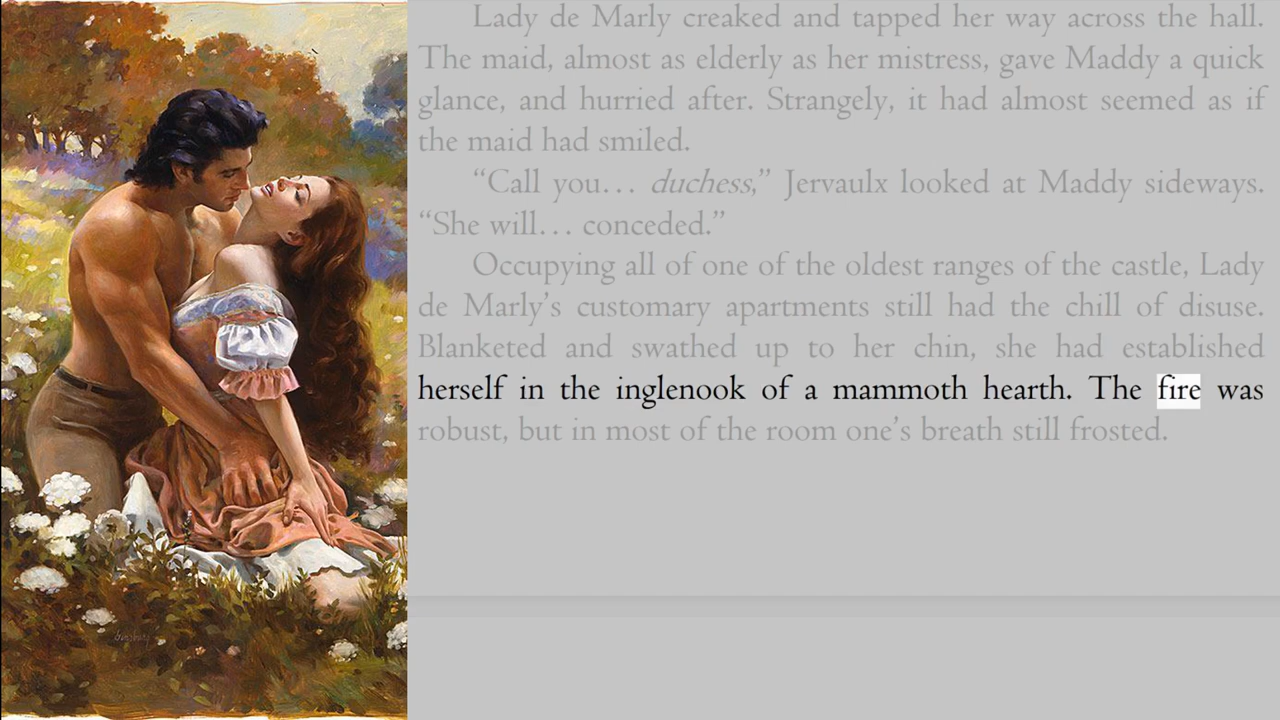 Lady de Marly creaked and tapped her way across the hall.
The maid, almost as elderly as her mistress, gave Maddy a quick
glance, and hurried after. Strangely, it had almost seemed as if
the maid had smiled.
“Call you… duchess,” Jervaulx looked at Maddy sideways.
“She will… conceded.”
Occupying all of one of the oldest ranges of the castle, Lady
de Marly’s customary apartments still had the chill of disuse.
Blanketed and swathed up to her chin, she had established
herself in the inglenook of a mammoth hearth. The fire was
robust, but in most of the room one’s breath still frosted.